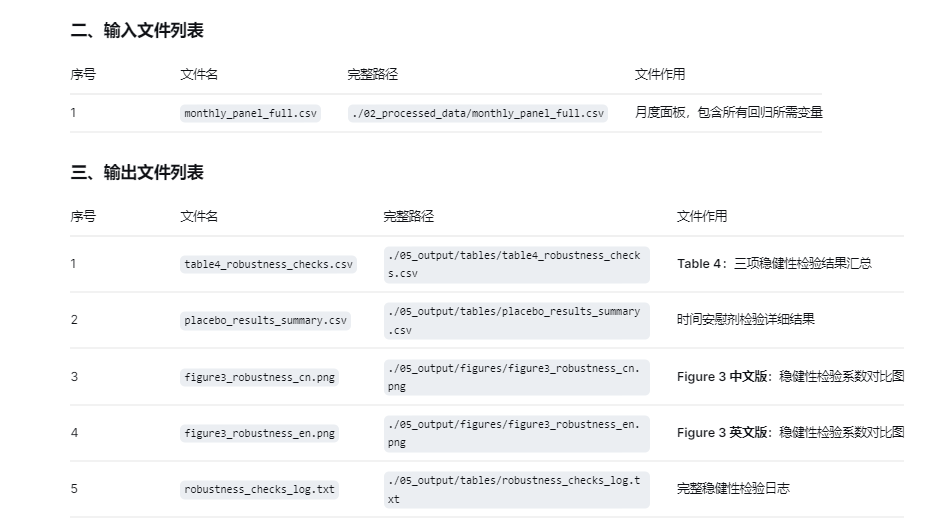 二、输入文件列表
序号 文件名 完整路径 文件作用
1 monthly_panel_full.csv ./02_processed_data/monthly_panel_full.csv 月度面板，包含所有回归所需变量
三、输出文件列表
序号 文件名 完整路径 文件作用
1 table4_robustness_checks.csv ./05_output/tables/table4_robustness_check
s.csv Table 4：三项稳健性检验结果汇总
2 placebo_results_summary.csv ./05_output/tables/placebo_results_summary
.csv 时间安慰剂检验详细结果
3 figure3_robustness_cn.png ./05_output/figures/figure3_robustness_cn.
png Figure 3 中文版：稳健性检验系数对比图
4 figure3_robustness_en.png ./05_output/figures/figure3_robustness_en.
png Figure 3 英文版：稳健性检验系数对比图
5 robustness_checks_log.txt ./05_output/tables/robustness_checks_log.t
xt 完整稳健性检验日志